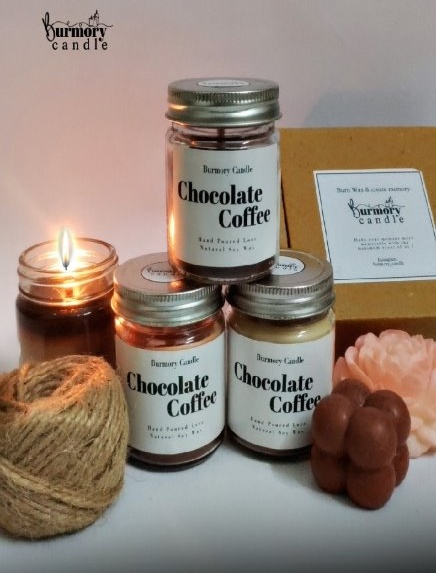 Burmory
candle
Burmory Candle
Chocolate
Coffee
Hand Poured Love
Natural Soy Wax
Burn Wax & create memory
Burmory
candle
Instagram
burmory_candle
Burmory Candle
Chocolate
Coffee
Hand Poured Love
Natural Soy Wax
Burmory Candle
Chocolate
Coffee
Hand Poured Love
Natural Soy Wax